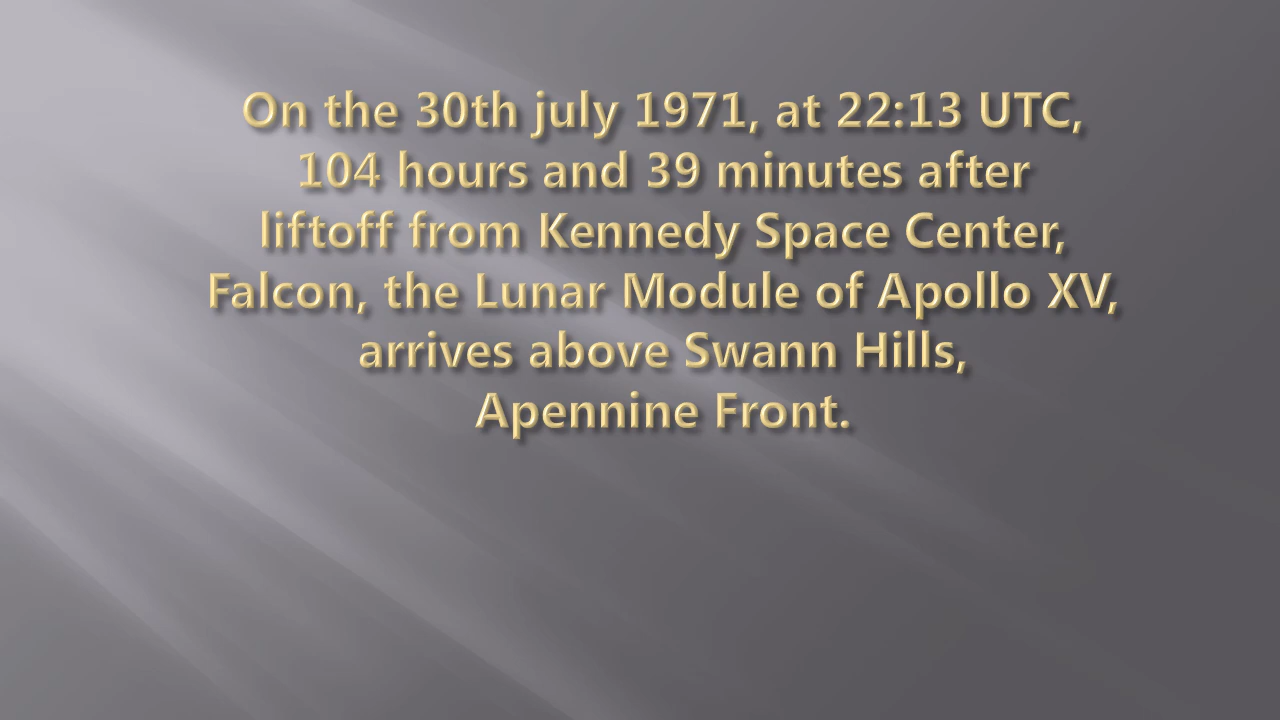 On the 30th july 1971, at 22:13 UTC,
104 hours and 39 minutes after
liftoff from Kennedy Space Center,
Falcon, the Lunar Module of Apollo XV,
arrives above Swann Hills,
Apennine Front.